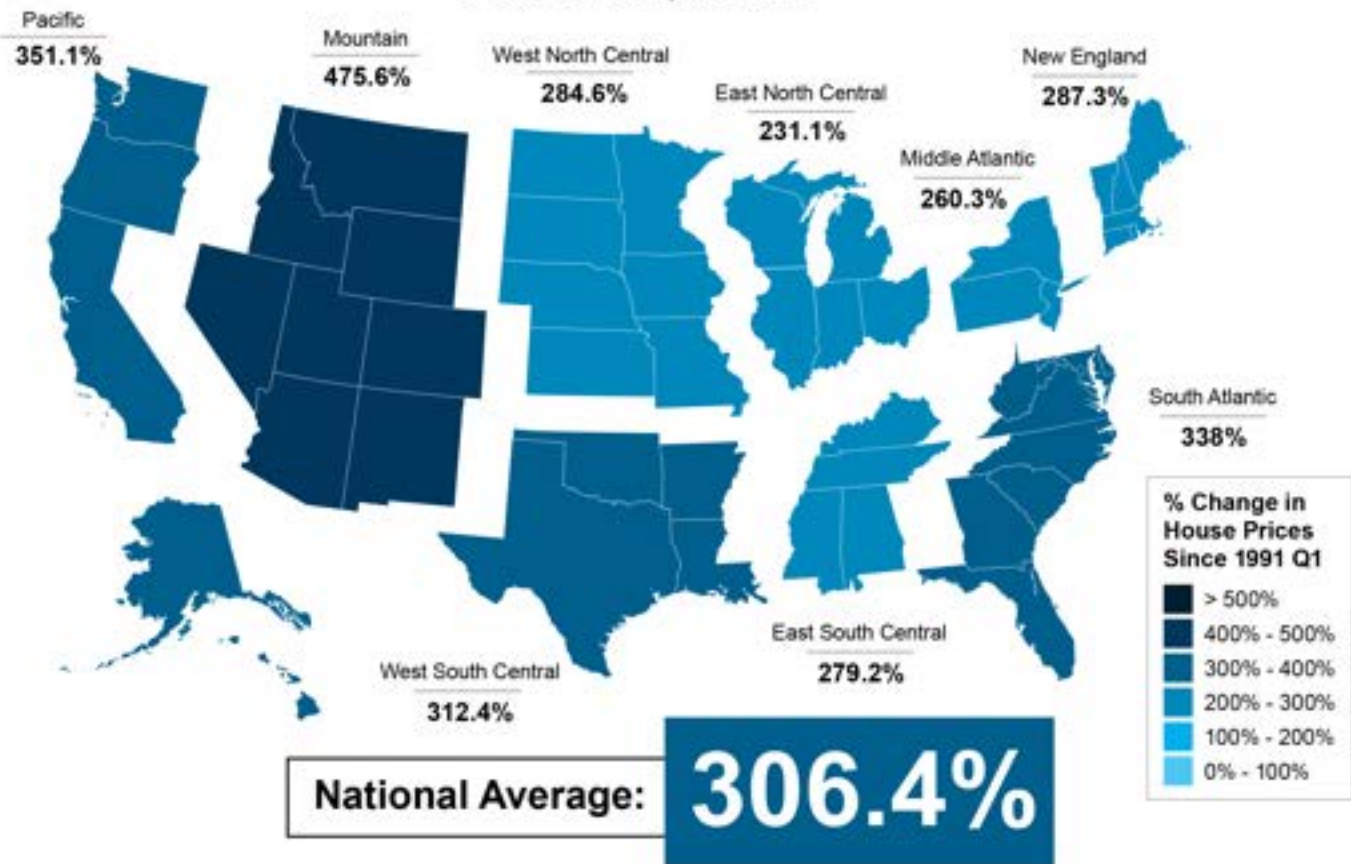 Pacific
351.1%
Mountain
475.6%
West North Central
284.6%
East North Central
231.1%
Middle Atlantic
260.3%
New England
287.3%
South Atlantic
338%
% Change in
House Prices
Since 1991 Q1
> 500%
400% - 500%
300% - 400%
200% - 300%
100% - 200%
0% - 100%
East South Central
279.2%
West South Central
312.4%
National Average:
306.4%